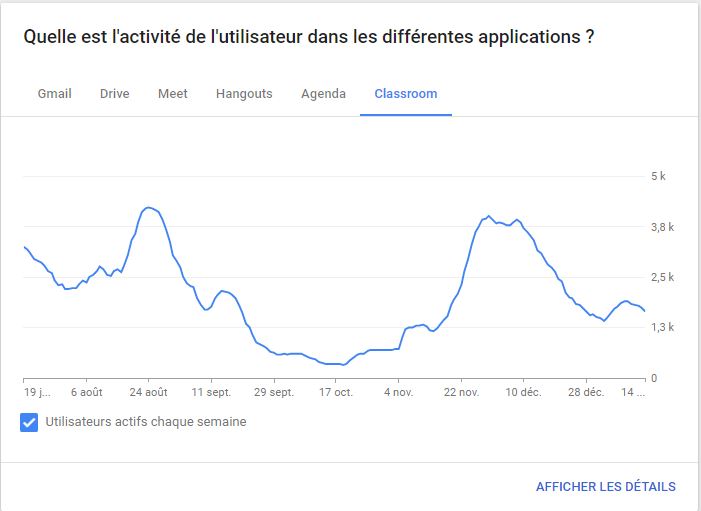 Quelle est l'activité de l'utilisateur dans les différentes applications ?
Gmail Drive Meet Hangouts Agenda Classroom
5 k
3,8 k
2,5 k
1,3 k
0
19 j... 6 août 24 août 11 sept. 29 sept. 17 oct. 4 nov. 22 nov. 10 déc. 28 déc. 14 ...
Utilisateurs actifs chaque semaine
AFFICHER LES DÉTAILS